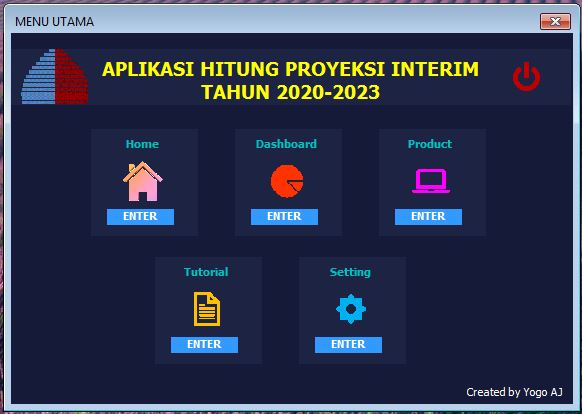 MENU UTAMA
APLIKASI HITUNG PROYEKSI INTERIM
TAHUN 2020-2023
Home
Dashboard
Product
ENTER
ENTER
ENTER
Tutorial
Setting
ENTER
ENTER
Created by Yogo AJ